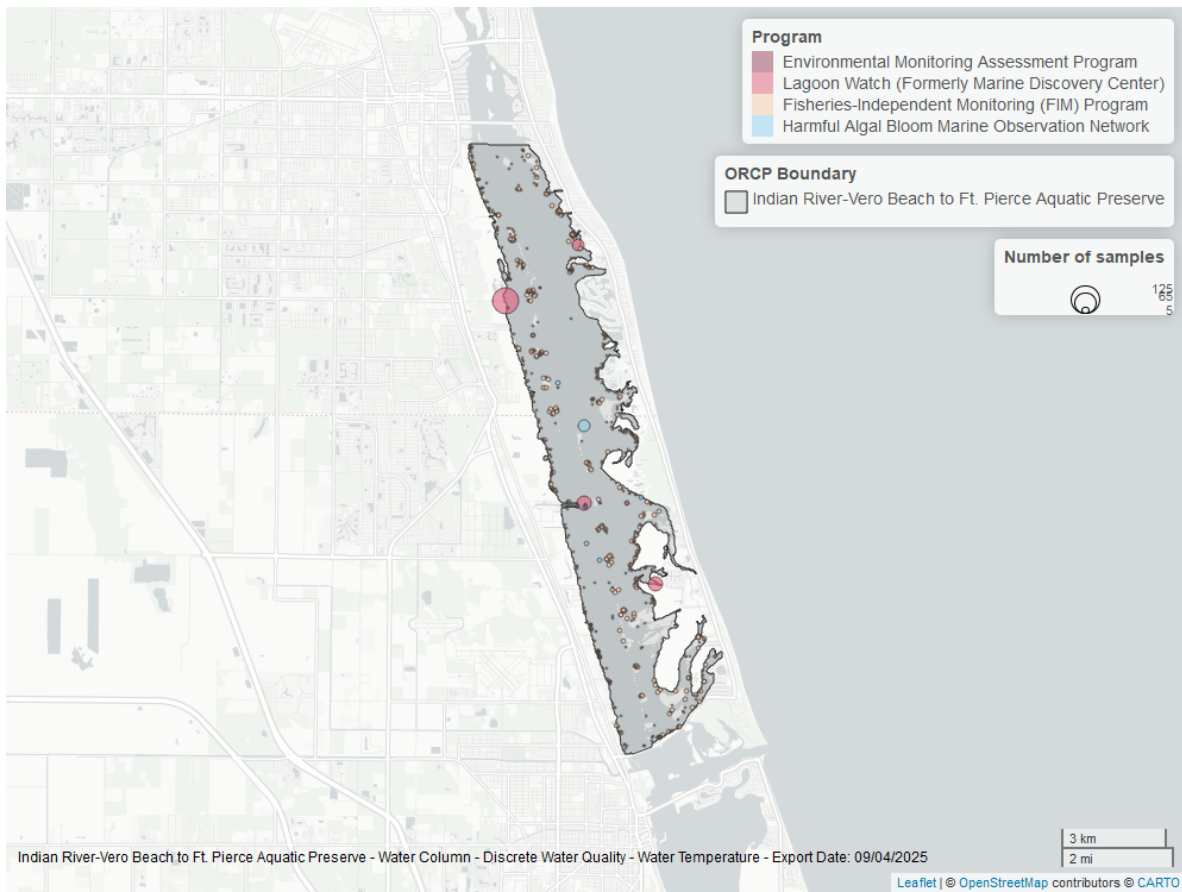 Program
Environmental Monitoring Assessment Program
Lagoon Watch (Formerly Marine Discovery Center)
Fisheries-Independent Monitoring (FIM) Program
Harmful Algal Bloom Marine Observation Network
ORCP Boundary
Indian River-Vero Beach to Ft. Pierce Aquatic Preserve
Number of samples
125
65
5
3 km
2 mi
Indian River-Vero Beach to Ft. Pierce Aquatic Preserve - Water Column - Discrete Water Quality - Water Temperature - Export Date: 09/04/2025
Leaflet | © OpenStreetMap contributors © CARTO